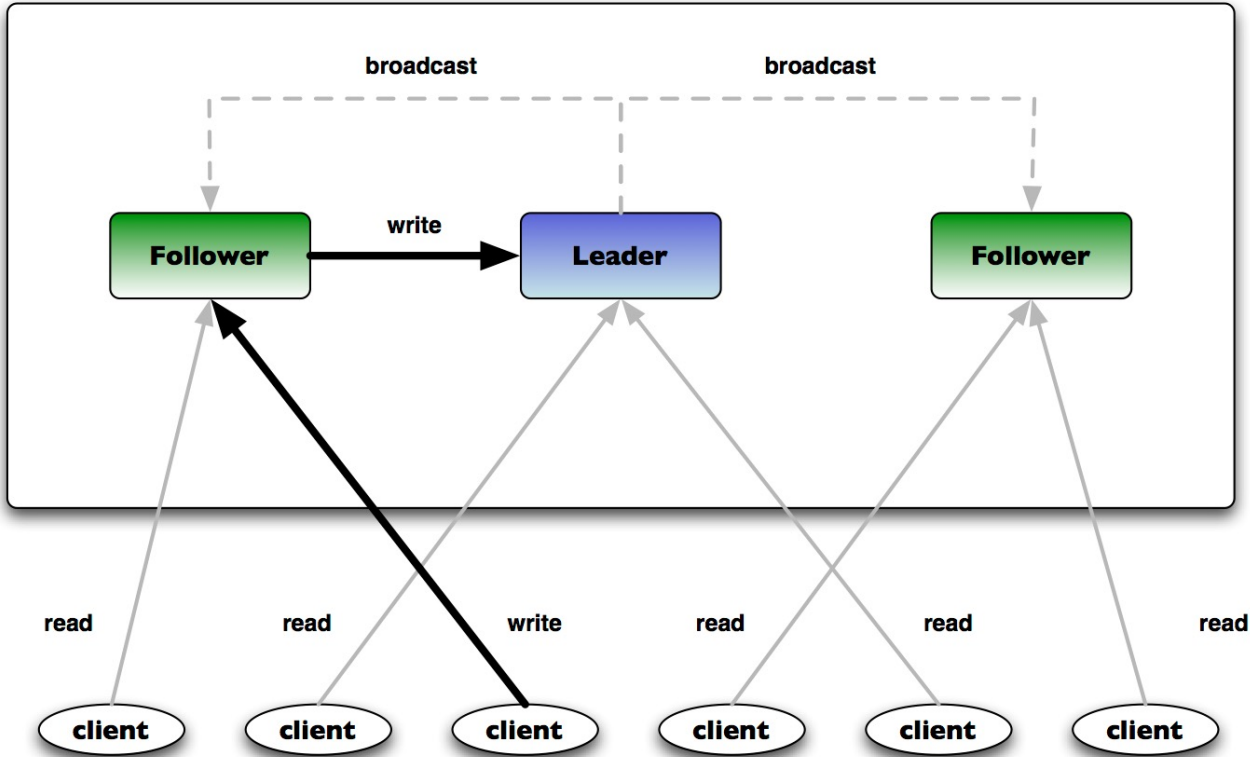 broadcast broadcast
write
Follower Leader Follower
read read write read read read
client client client client client client